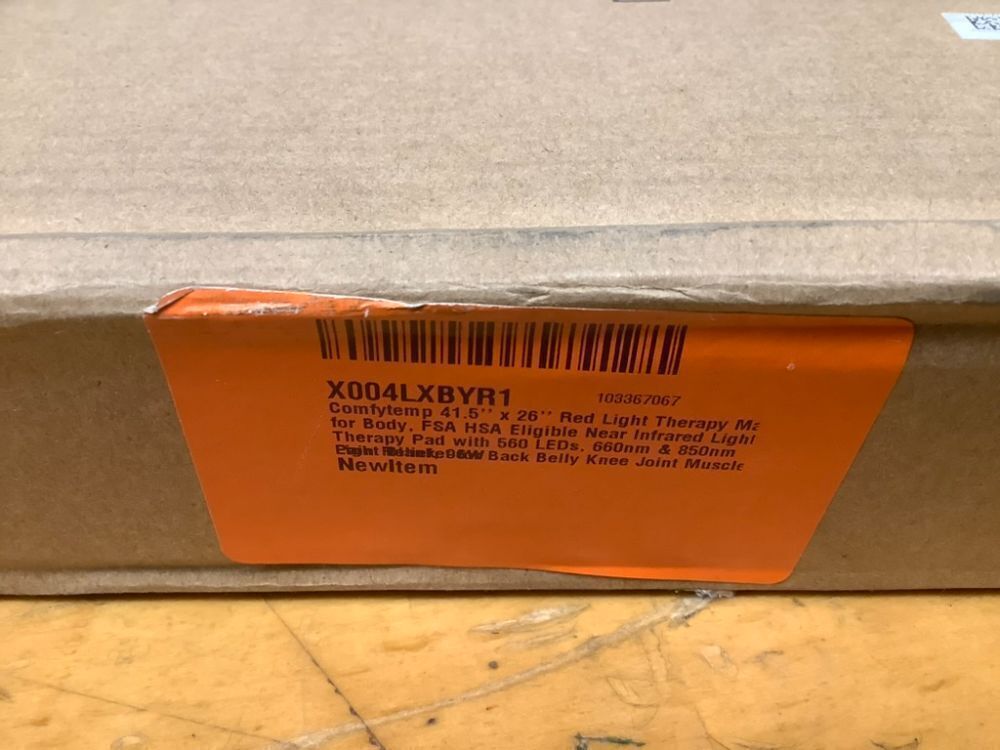 X004LXBYR1
103367067
Comfytemp 41.5'' x 26'' Red Light Therapy Ma
for Body, FSA HSA Eligible Near Infrared Light
Therapy Pad with 560 LEDs, 660nm & 850nm
Back Belly Knee Joint Muscle
NewItem